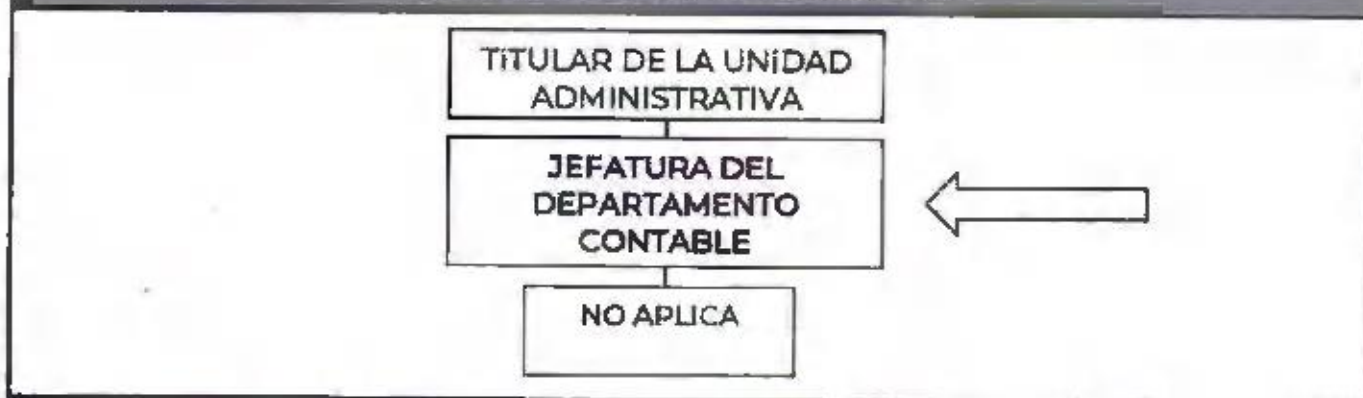 TITULAR DE LA UNIDAD
ADMINISTRATIVA
JEFATURA DEL
DEPARTAMENTO
CONTABLE
NO APLICA